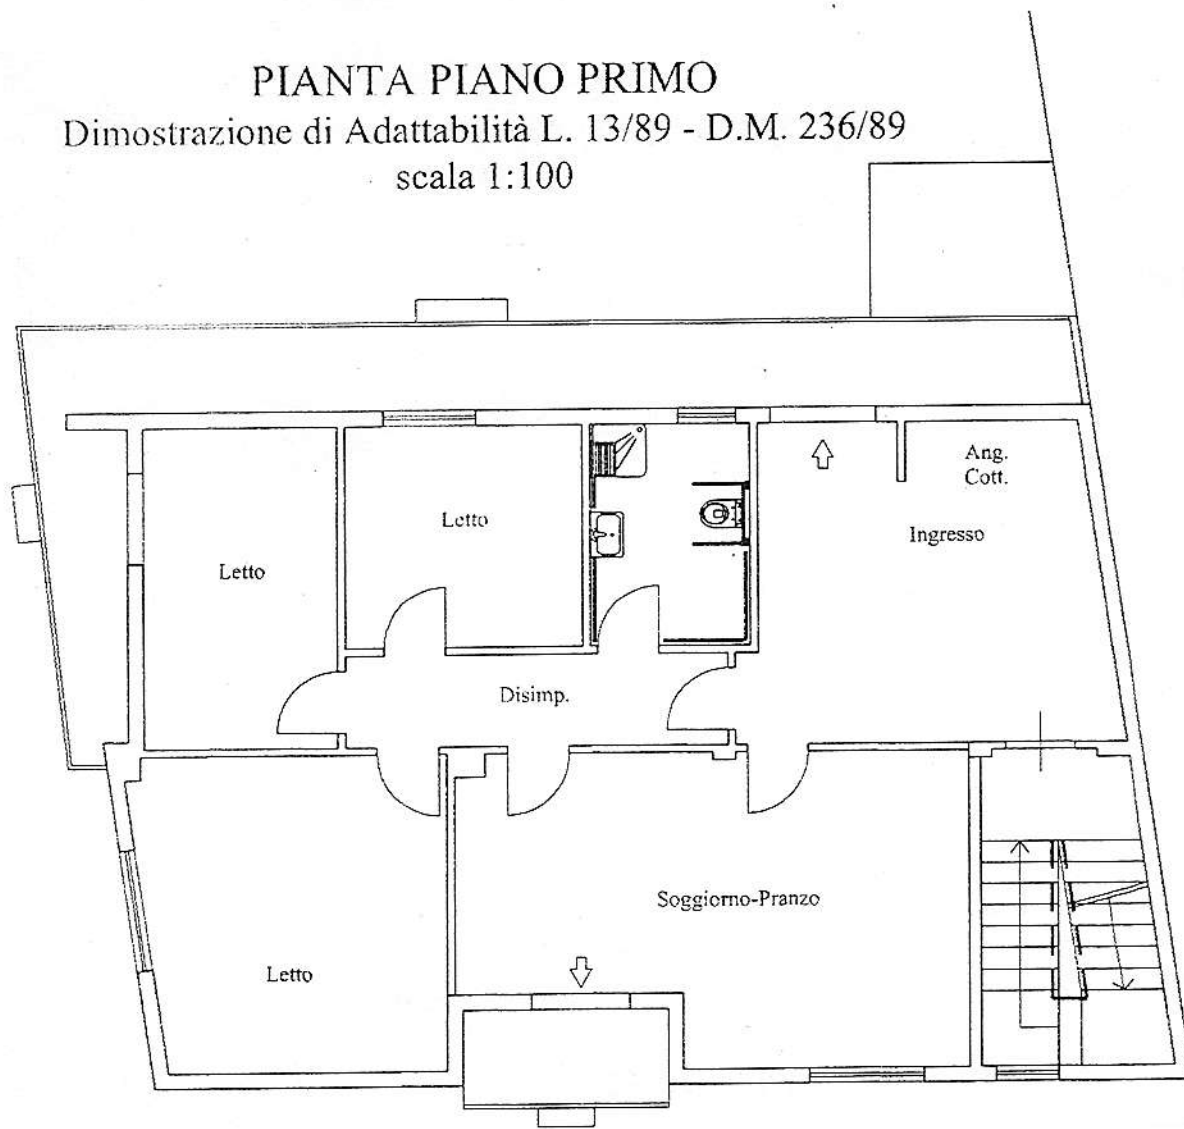 PIANTA PIANO PRIMO
Dimostrazione di Adattabilità L. 13/89 - D.M. 236/89
scala 1:100
Ang.
Cott.
Letto
Ingresso
Letto
Disimp.
Soggiorno-Pranzo
Letto